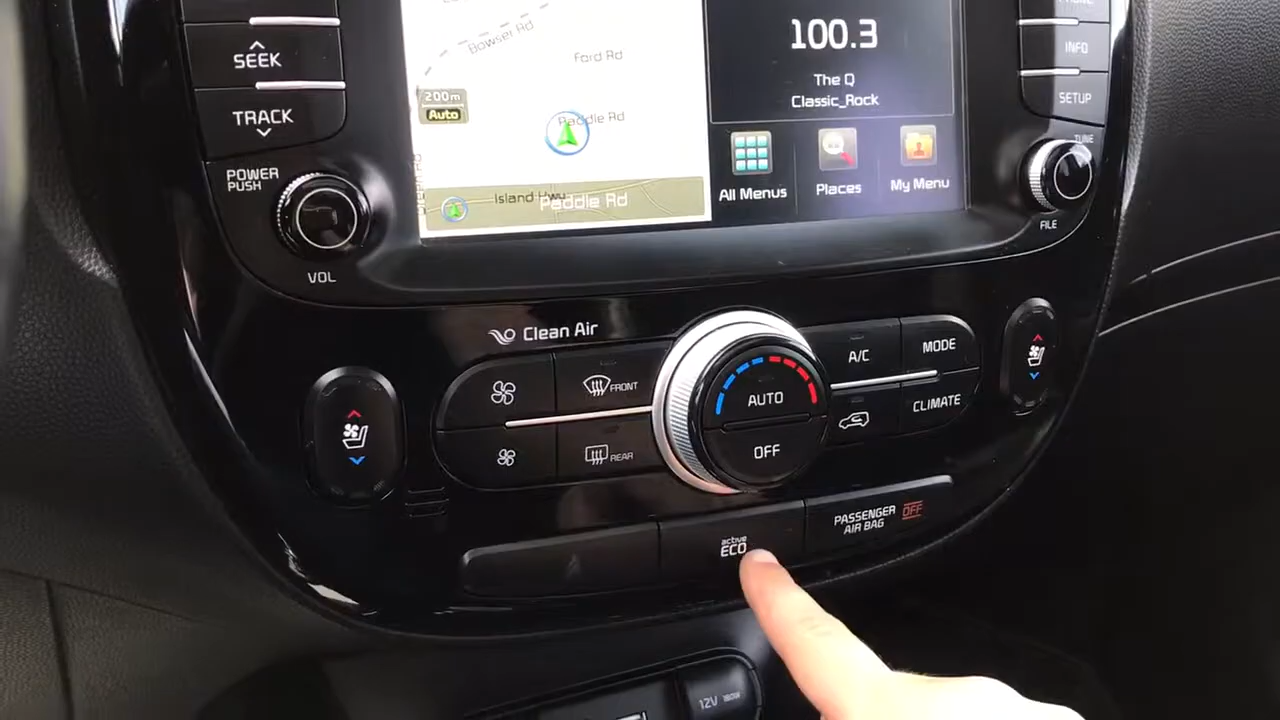 SEEK
TRACK
POWER
PUSH
VOL
Bowser Rd
Ford Rd
200m
Auto
Paddle Rd
Island Hwy
Paddle Rd
100.3
The Q
Classic_Rock
All Menus
Places
My Menu
INFO
SETUP
TUNE
FILE
Clean Air
FRONT
REAR
AUTO
OFF
A/C
MODE
CLIMATE
active
ECO
PASSENGER OFF
AIR BAG
12V 180W